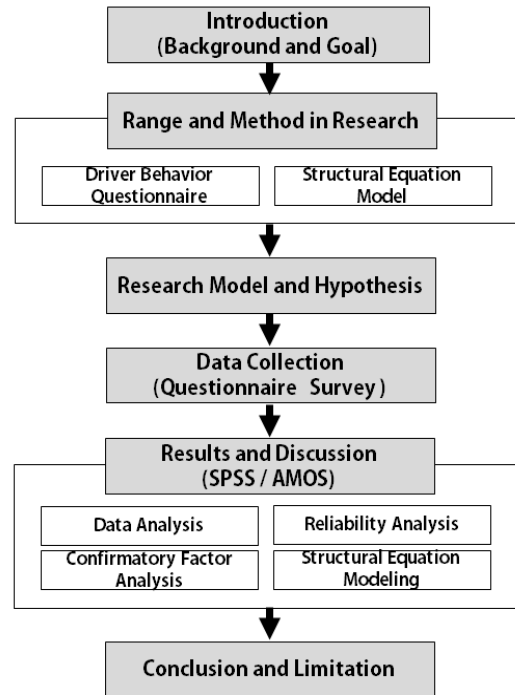 Introduction
(Background and Goal)
Range and Method in Research
Driver Behavior
Questionnaire
Structural Equation
Model
Research Model and Hypothesis
Data Collection
(Questionnaire Survey)
Results and Discussion
(SPSS / AMOS)
Data Analysis
Reliability Analysis
Confirmatory Factor
Analysis
Structural Equation
Modeling
Conclusion and Limitation